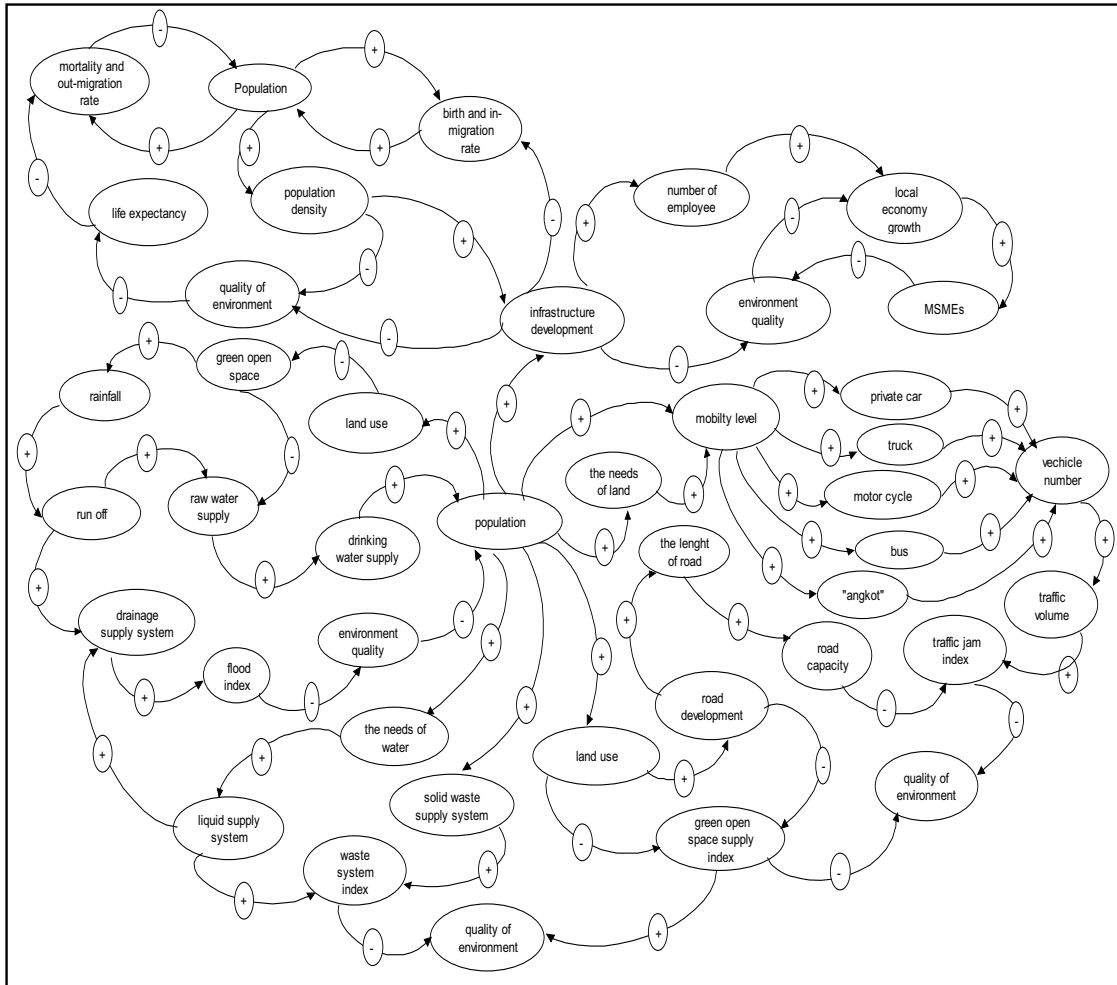 -
mortality and
out-migration
rate
Population
+
birth and in-
migration
rate
+
+
+
-
life expectancy
population
density
+
-
-
quality of
environment
-
-
infrastructure
development
-
+
number of
employee
+
local
economy
growth
-
+
-
MSMEs
environment
quality
-
+
green open
space
-
rainfall
land use
+
+
+
-
+
raw water
supply
run off
+
+
drinking
water supply
population
+
+
the needs
of land
+
mobilty level
+
private car
+
+
truck
+
+
motor cycle
+
+
bus
+
+
"angkot"
+
vechicle
number
+
traffic
volume
+
+
drainage
supply system
+
flood
index
-
environment
quality
-
+
the needs of
water
+
+
liquid supply
system
+
+
solid waste
supply system
+
waste
system
index
-
quality of
environment
+
+
land use
+
-
road
development
+
the lenght
of road
+
road
capacity
-
traffic jam
index
-
-
quality of
environment
green open
space supply
index
-
+